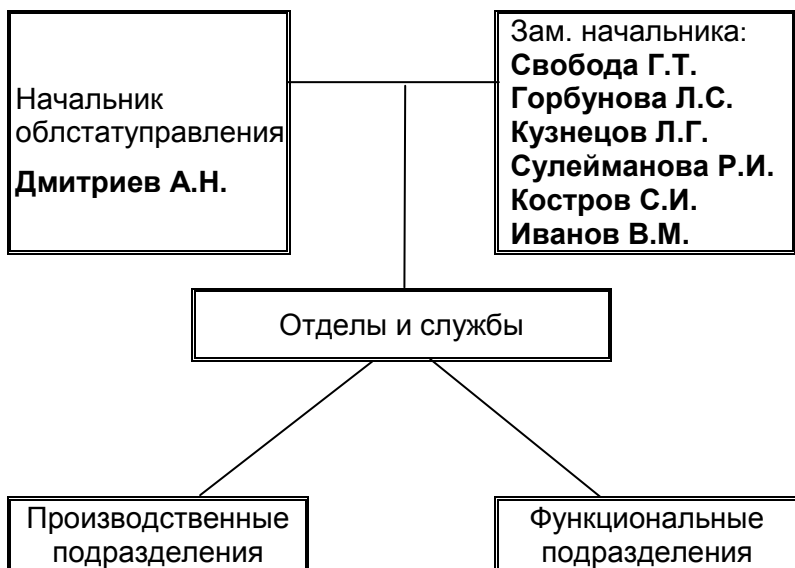 Начальник
облстатуправления
Дмитриев А.Н.
Зам. начальника:
Свобода Г.Т.
Горбунова Л.С.
Кузнецов Л.Г.
Сулейманова Р.И.
Костров С.И.
Иванов В.М.
Отделы и службы
Производственные
подразделения
Функциональные
подразделения